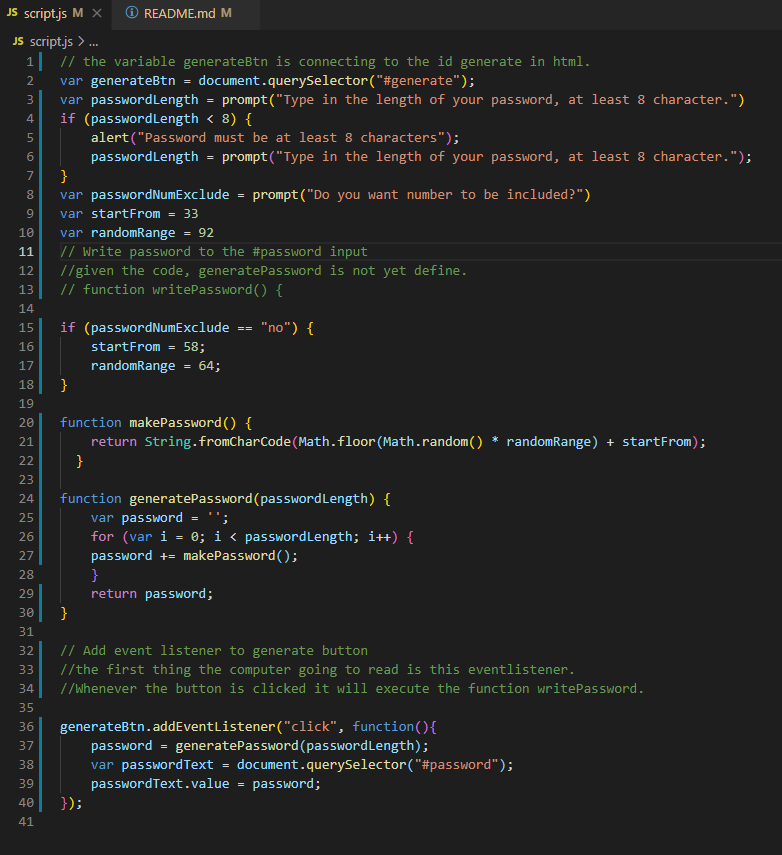 JS script.js M ✕ ⓘ README.md M
JS script.js > ...
1 // the variable generateBtn is connecting to the id generate in html.
2 var generateBtn = document.querySelector("#generate");
3 var passwordLength = prompt("Type in the length of your password, at least 8 character.")
4 if (passwordLength < 8) {
5     alert("Password must be at least 8 characters");
6     passwordLength = prompt("Type in the length of your password, at least 8 character.");
7 }
8 var passwordNumExclude = prompt("Do you want number to be included?")
9 var startFrom = 33
10 var randomRange = 92
11 // Write password to the #password input
12 //given the code, generatePassword is not yet define.
13 // function writePassword() {
14
15 if (passwordNumExclude == "no") {
16     startFrom = 58;
17     randomRange = 64;
18 }
19
20 function makePassword() {
21     return String.fromCharCode(Math.floor(Math.random() * randomRange) + startFrom);
22   }
23
24 function generatePassword(passwordLength) {
25     var password = '';
26     for (var i = 0; i < passwordLength; i++) {
27     password += makePassword();
28     }
29     return password;
30 }
31
32 // Add event listener to generate button
33 //the first thing the computer going to read is this eventlistener.
34 //Whenever the button is clicked it will execute the function writePassword.
35
36 generateBtn.addEventListener("click", function(){
37     password = generatePassword(passwordLength);
38     var passwordText = document.querySelector("#password");
39     passwordText.value = password;
40 });
41